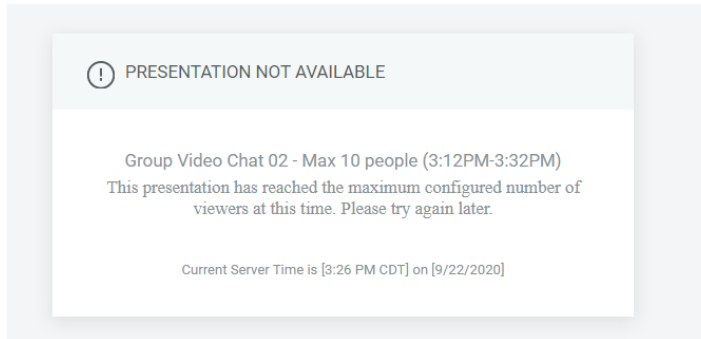 PRESENTATION NOT AVAILABLE
Group Video Chat 02 - Max 10 people (3:12PM-3:32PM)
This presentation has reached the maximum configured number of
viewers at this time. Please try again later.
Current Server Time is [3:26 PM CDT] on [9/22/2020]